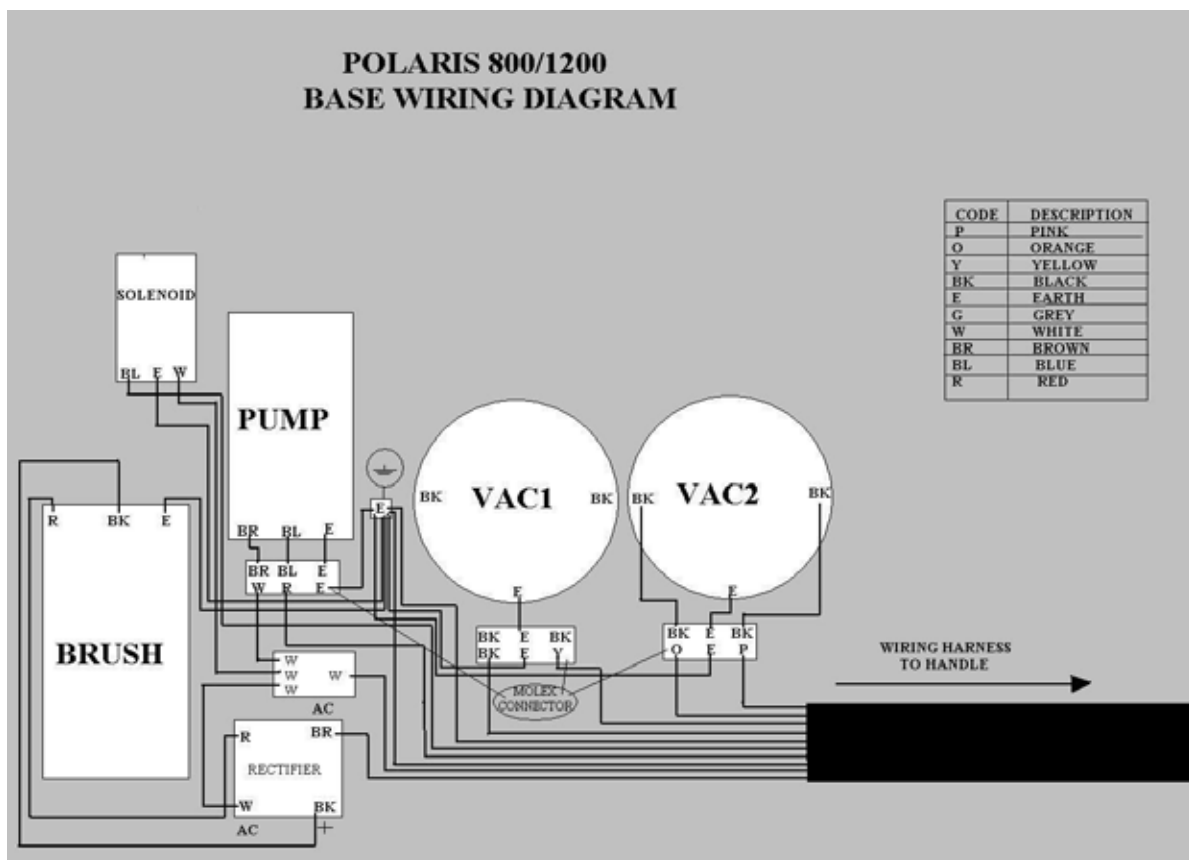 POLARIS 800/1200
BASE WIRING DIAGRAM
CODE DESCRIPTION
P PINK
O ORANGE
Y YELLOW
BK BLACK
E EARTH
G GREY
W WHITE
BR BROWN
BL BLUE
R RED
SOLENOID
BL E W
PUMP
BR BL E
BR BL E
W R E
E
R BK E
BRUSH
BK VAC1 BK
E
BK E BK
BK E Y
BK VAC2 BK
E
BK E BK
O E P
MOLEX
CONNECTOR
WIRING HARNESS
TO HANDLE
W
W W
W
AC
R BR
RECTIFIER
W BK
AC +